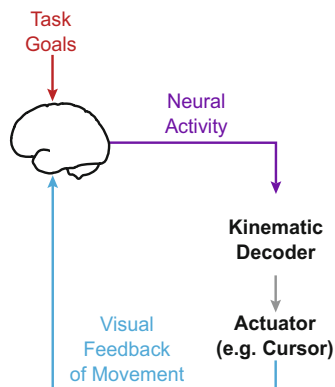 Task
Goals
Neural
Activity
Kinematic
Decoder
Actuator
(e.g. Cursor)
Visual
Feedback
of Movement